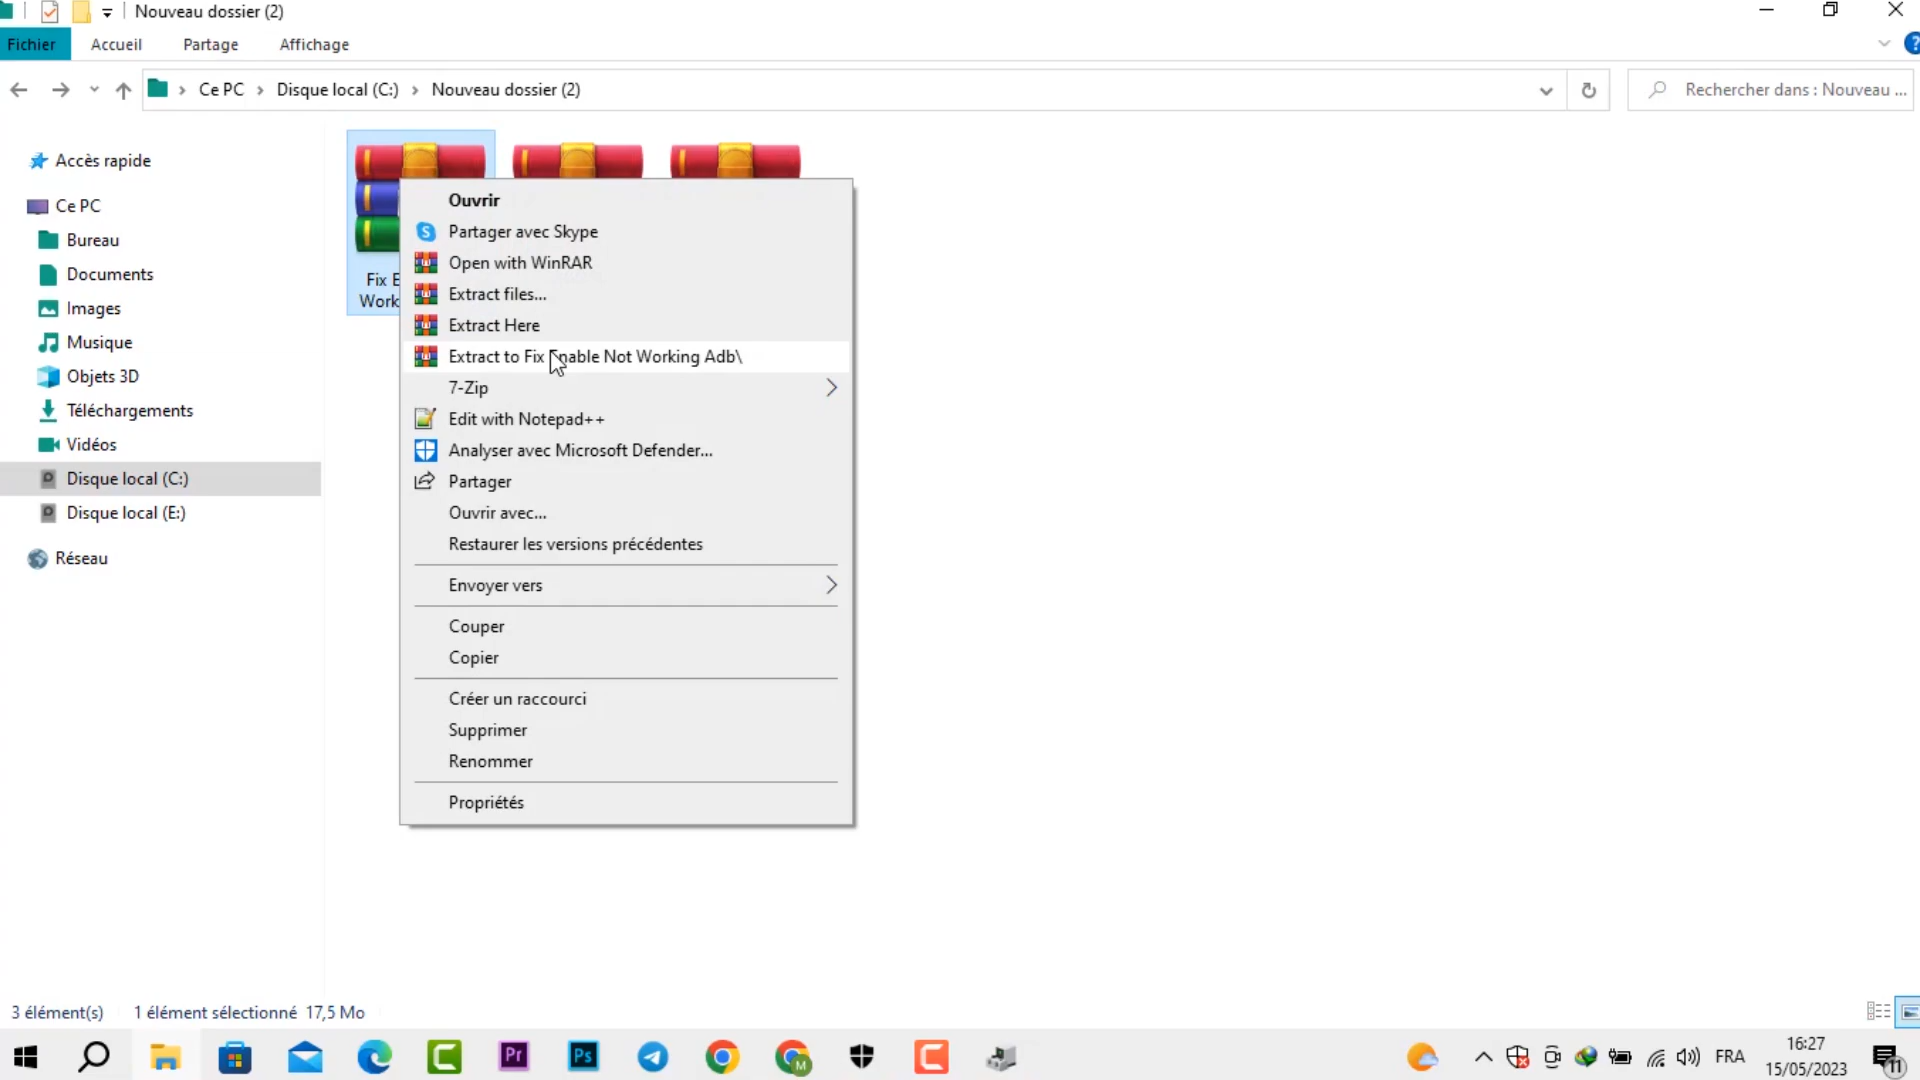 Nouveau dossier (2)
Fichier Accueil Partage Affichage ?
Ce PC Disque local (C:) Nouveau dossier (2) Rechercher dans : Nouveau ...
Accès rapide
Ce PC
Bureau
Documents
Images
Musique
Objets 3D
Téléchargements
Vidéos
Disque local (C:)
Disque local (E:)
Réseau
Fix E
Work
Ouvrir
Partager avec Skype
Open with WinRAR
Extract files...
Extract Here
Extract to Fix Enable Not Working Adb\
7-Zip
Edit with Notepad++
Analyser avec Microsoft Defender...
Partager
Ouvrir avec...
Restaurer les versions précédentes
Envoyer vers
Couper
Copier
Créer un raccourci
Supprimer
Renommer
Propriétés
3 élément(s) 1 élément sélectionné 17,5 Mo
Pr Ps M FRA 16:27
15/05/2023 11